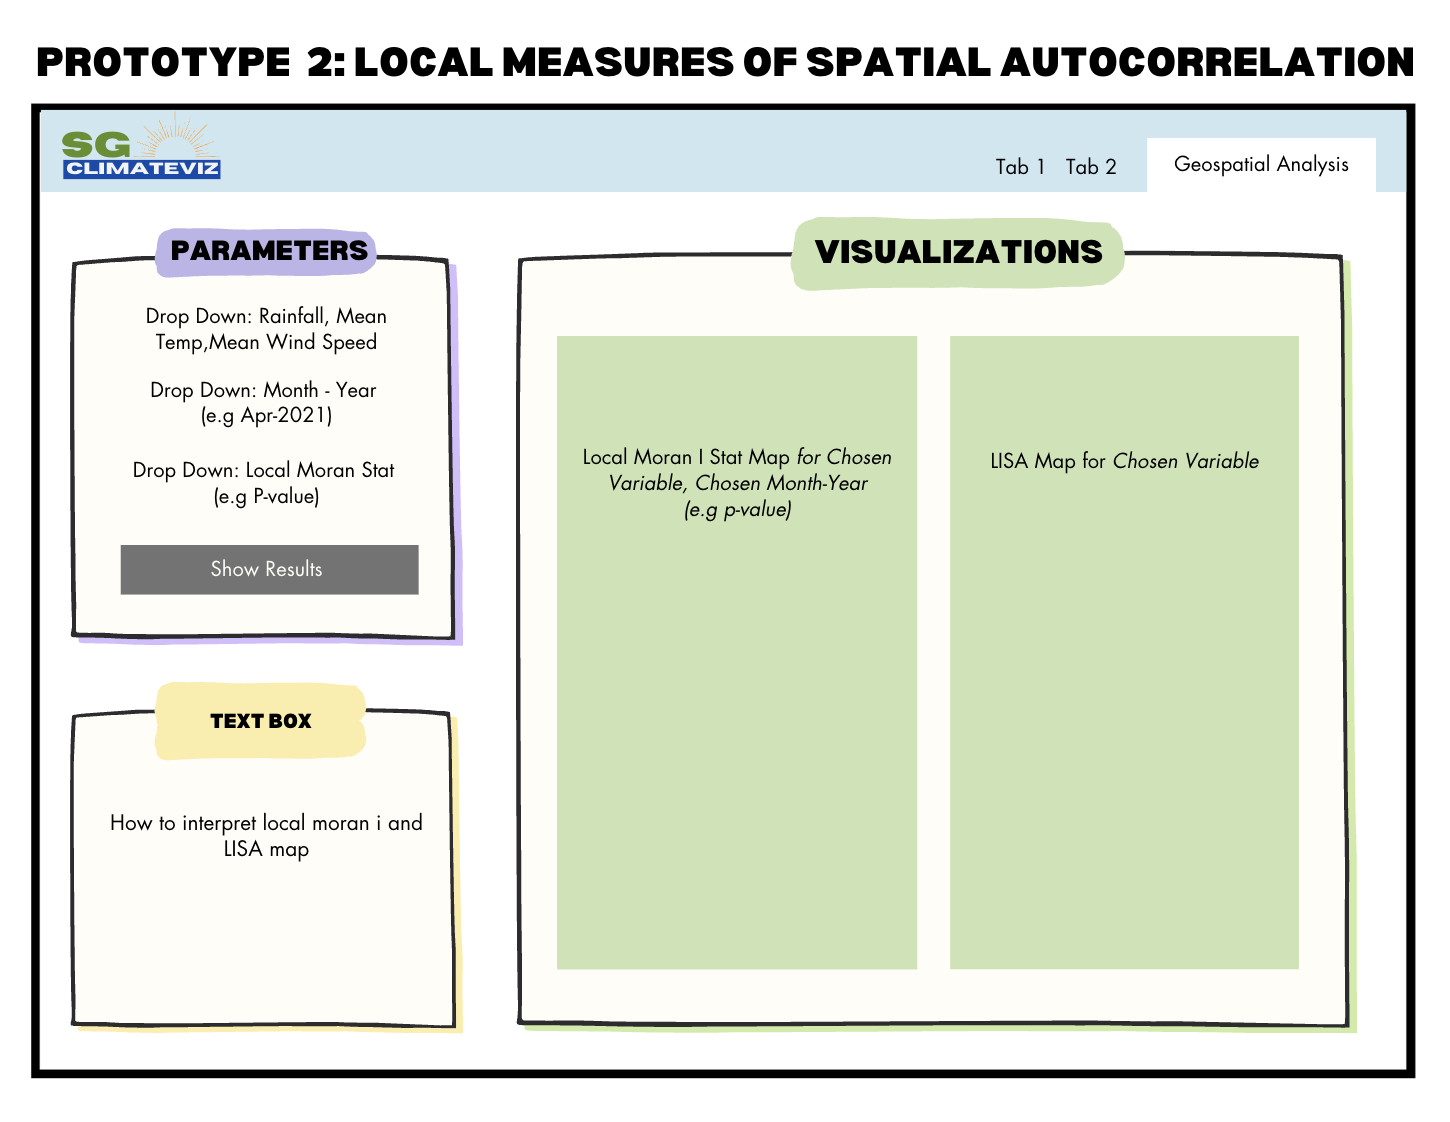 PROTOTYPE 2: LOCAL MEASURES OF SPATIAL AUTOCORRELATION
SG
CLIMATEVIZ
Tab 1 Tab 2 Geospatial Analysis
PARAMETERS
Drop Down: Rainfall, Mean
Temp,Mean Wind Speed
Drop Down: Month - Year
(e.g Apr-2021)
Drop Down: Local Moran Stat
(e.g P-value)
Show Results
TEXT BOX
How to interpret local moran i and
LISA map
VISUALIZATIONS
Local Moran I Stat Map for Chosen
Variable, Chosen Month-Year
(e.g p-value)
LISA Map for Chosen Variable